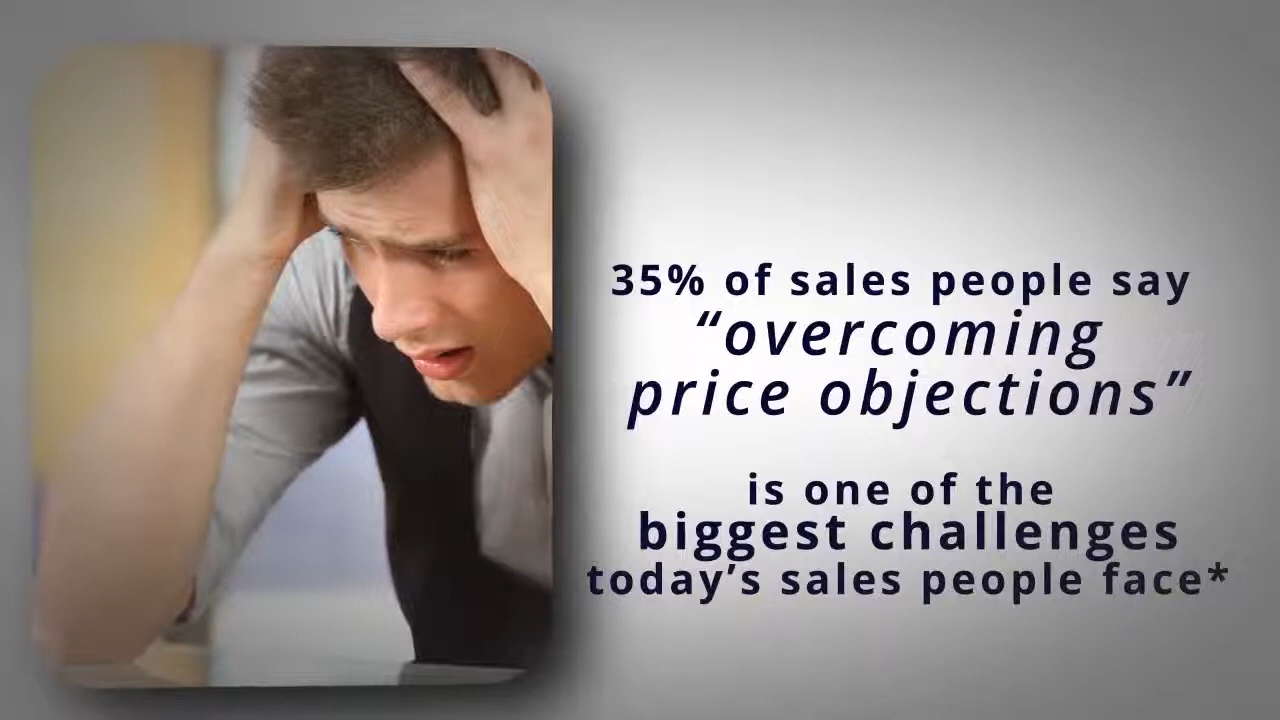 35% of sales people say
“overcoming
price objections”
is one of the
biggest challenges
today’s sales people face*